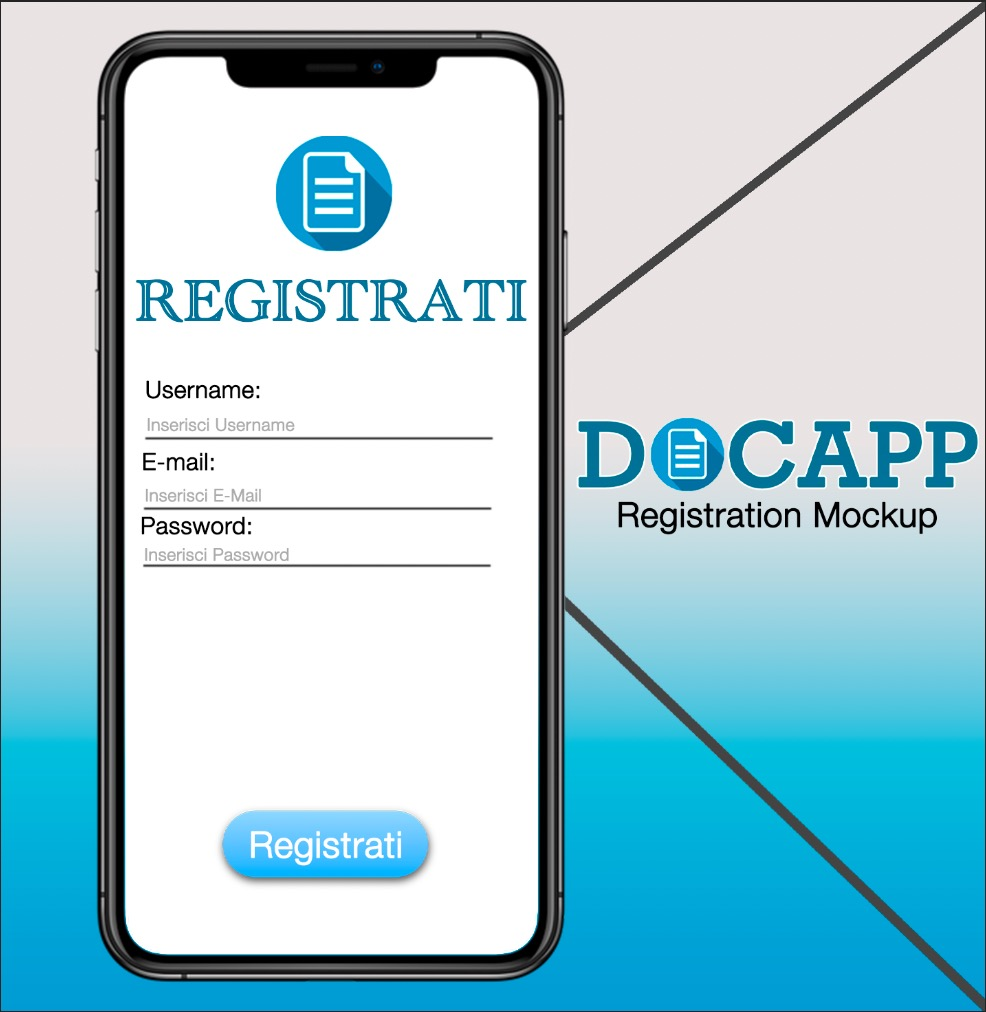 REGISTRATI
Username:
Inserisci Username
E-mail:
Inserisci E-Mail
Password:
Inserisci Password
Registrati
DOCAPP
Registration Mockup